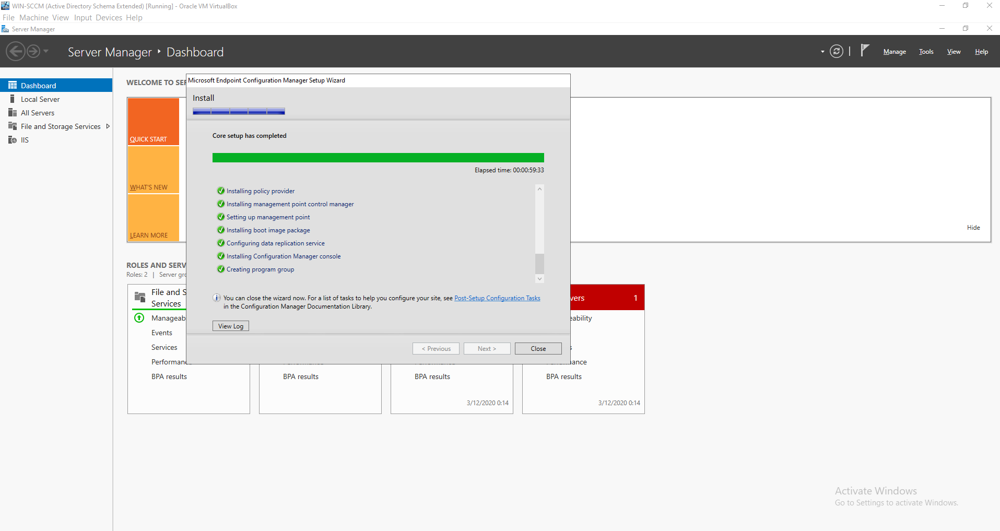 WIN-SCCM (Active Directory Schema Extended) [Running] - Oracle VM VirtualBox
File Machine View Input Devices Help
Server Manager
Server Manager Dashboard
Manage Tools View Help
Dashboard
Local Server
All Servers
File and Storage Services
IIS
WELCOME TO SER
QUICK START
WHAT'S NEW
LEARN MORE
Hide
Microsoft Endpoint Configuration Manager Setup Wizard
Install
Core setup has completed
Elapsed time: 00:00:59:33
Installing policy provider
Installing management point control manager
Setting up management point
Installing boot image package
Configuring data replication service
Installing Configuration Manager console
Creating program group
You can close the wizard now. For a list of tasks to help you configure your site, see Post-Setup Configuration Tasks
in the Configuration Manager Documentation Library.
View Log
< Previous Next > Close
ROLES AND SERV
Roles: 2 | Server gro
File and S
Services
Manageab
Events
Services
Performanc
BPA results
BPA results
BPA results
3/12/2020 0:14
vers 1
eability
ance
BPA results
3/12/2020 0:14
Activate Windows
Go to Settings to activate Windows.